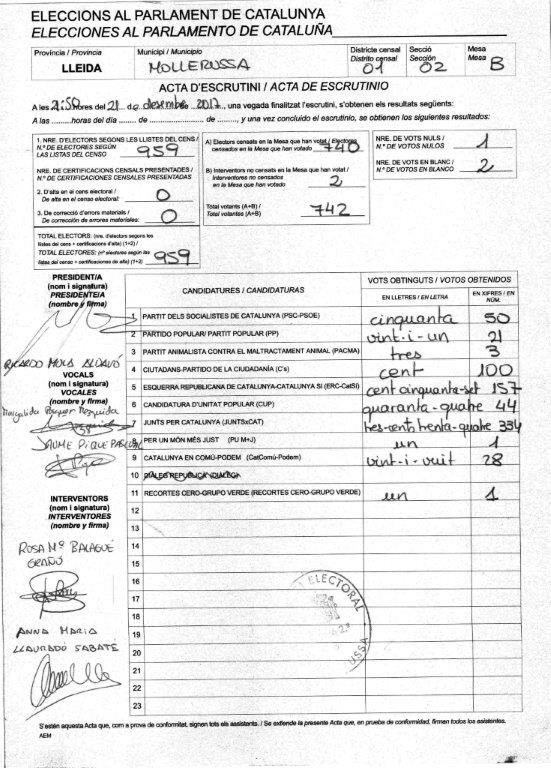 ELECCIONS AL PARLAMENT DE CATALUNYA
ELECCIONES AL PARLAMENTO DE CATALUÑA
Provincia / Provincia
LLEIDA
Municipi / Municipio
MOLLERUSSA
Districte censal
Distrito censal
01
Secció
Sección
02
Mesa
Mesa
B
ACTA D'ESCRUTINI / ACTA DE ESCRUTINIO
A les 21:50 hores del 21 de desembre de 2017, una vegada finalitzat l'escrutini, s'obtenen els resultats següents:
A las ......... horas del día ......... de ......... de ........., y una vez concluido el escrutinio, se obtienen los siguientes resultados:
1. NRE. D'ELECTORS SEGONS LES LLISTES DEL CENS /
N.º DE ELECTORES SEGÚN
LAS LISTAS DEL CENSO
959
NRE. DE CERTIFICACIONS CENSALS PRESENTADES /
N.º DE CERTIFICACIONES CENSALES PRESENTADAS
2. D'alta en el cens electoral /
De alta en el censo electoral:
0
3. De correcció d'errors materials /
De corrección de errores materiales:
0
TOTAL ELECTORS: (nre. d'electors segons les
llistes del cens + certificacions d'alta) (1+2) /
TOTAL ELECTORES: (nº electores según las
listas del censo + certificaciones de alta) (1+2)
959
A) Electors censats en la Mesa que han votat / Electores
censados en la Mesa que han votado
740
B) Interventors no censats en la Mesa que han votat /
Interventores no censados
en la Mesa que han votado
2
Total votants (A+B) /
Total votantes (A+B)
742
NRE. DE VOTS NULS /
N.º DE VOTOS NULOS
1
NRE. DE VOTS EN BLANC /
N.º DE VOTOS EN BLANCO
2
PRESIDENT/A
(nom i signatura)
PRESIDENTE/A
(nombre y firma)
RICARDO MOLA ALDAVÓ
VOCALS
(nom i signatura)
VOCALES
(nombre y firma)
JAUME PIQUE
INTERVENTORS
(nom i signatura)
INTERVENTORES
(nombre y firma)
ROSA Mª BALAGUÉ
GRAÑÓ
ANNA MARIA
LLAURADÓ SABATÉ
CANDIDATURES / CANDIDATURAS
VOTS OBTINGUTS / VOTOS OBTENIDOS
EN LLETRES / EN LETRA
EN XIFRES / EN NÚM.
1 PARTIT DELS SOCIALISTES DE CATALUNYA (PSC-PSOE) cinquanta 50
2 PARTIDO POPULAR/ PARTIT POPULAR (PP) vint-i-un 21
3 PARTIT ANIMALISTA CONTRA EL MALTRACTAMENT ANIMAL (PACMA) tres 3
4 CIUTADANS-PARTIDO DE LA CIUDADANÍA (C's) cent 100
5 ESQUERRA REPUBLICANA DE CATALUNYA-CATALUNYA SÍ (ERC-CatSí) cent cinquanta-set 157
6 CANDIDATURA D'UNITAT POPULAR (CUP) quaranta-quatre 44
7 JUNTS PER CATALUNYA (JUNTSxCAT) tres-cents trenta-quatre 334
8 PER UN MÓN MÉS JUST (PU M+J) un 1
9 CATALUNYA EN COMÚ-PODEM (CatComú-Podem) vint-i-vuit 28
10
11 RECORTES CERO-GRUPO VERDE (RECORTES CERO-GRUPO VERDE) un 1
12
13
14
15
16
17
18
19
20
21
22
23
ELECTORAL
USSA
S'estén aquesta Acta que, com a prova de conformitat, signen tots els assistents. / Se extiende la presente Acta que, en prueba de conformidad, firman todos los asistentes.
AEM